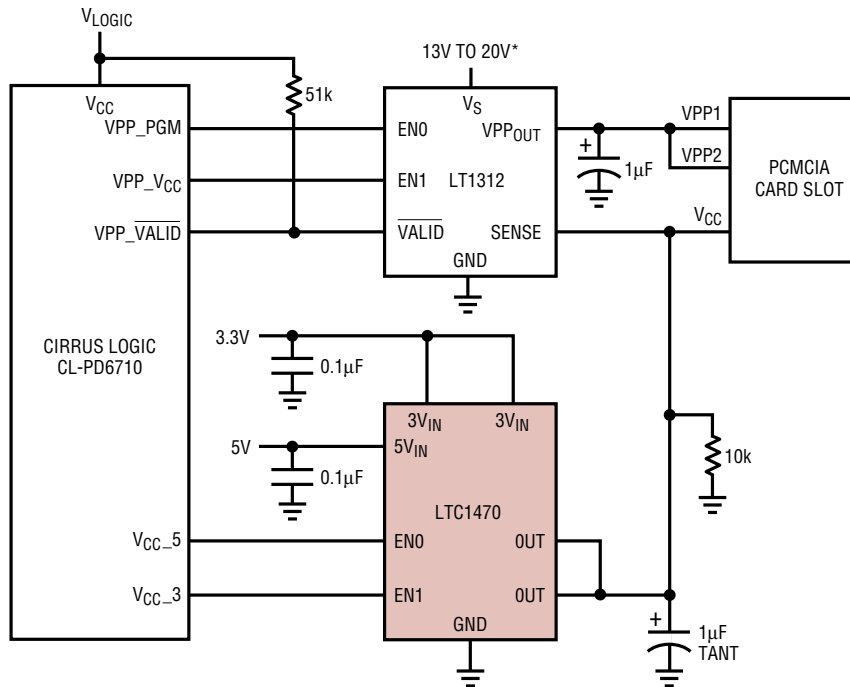 VLOGIC
13V TO 20V*
51k
VCC
VPP_PGM
VPP_VCC
VPP_VALID
CIRRUS LOGIC
CL-PD6710
VCC_5
VCC_3
VS
EN0
VPPOUT
EN1
LT1312
VALID
SENSE
GND
+
1µF
VPP1
VPP2
VCC
PCMCIA
CARD SLOT
3.3V
0.1µF
5V
0.1µF
3VIN
3VIN
5VIN
LTC1470
EN0
OUT
EN1
OUT
GND
10k
+
1µF
TANT